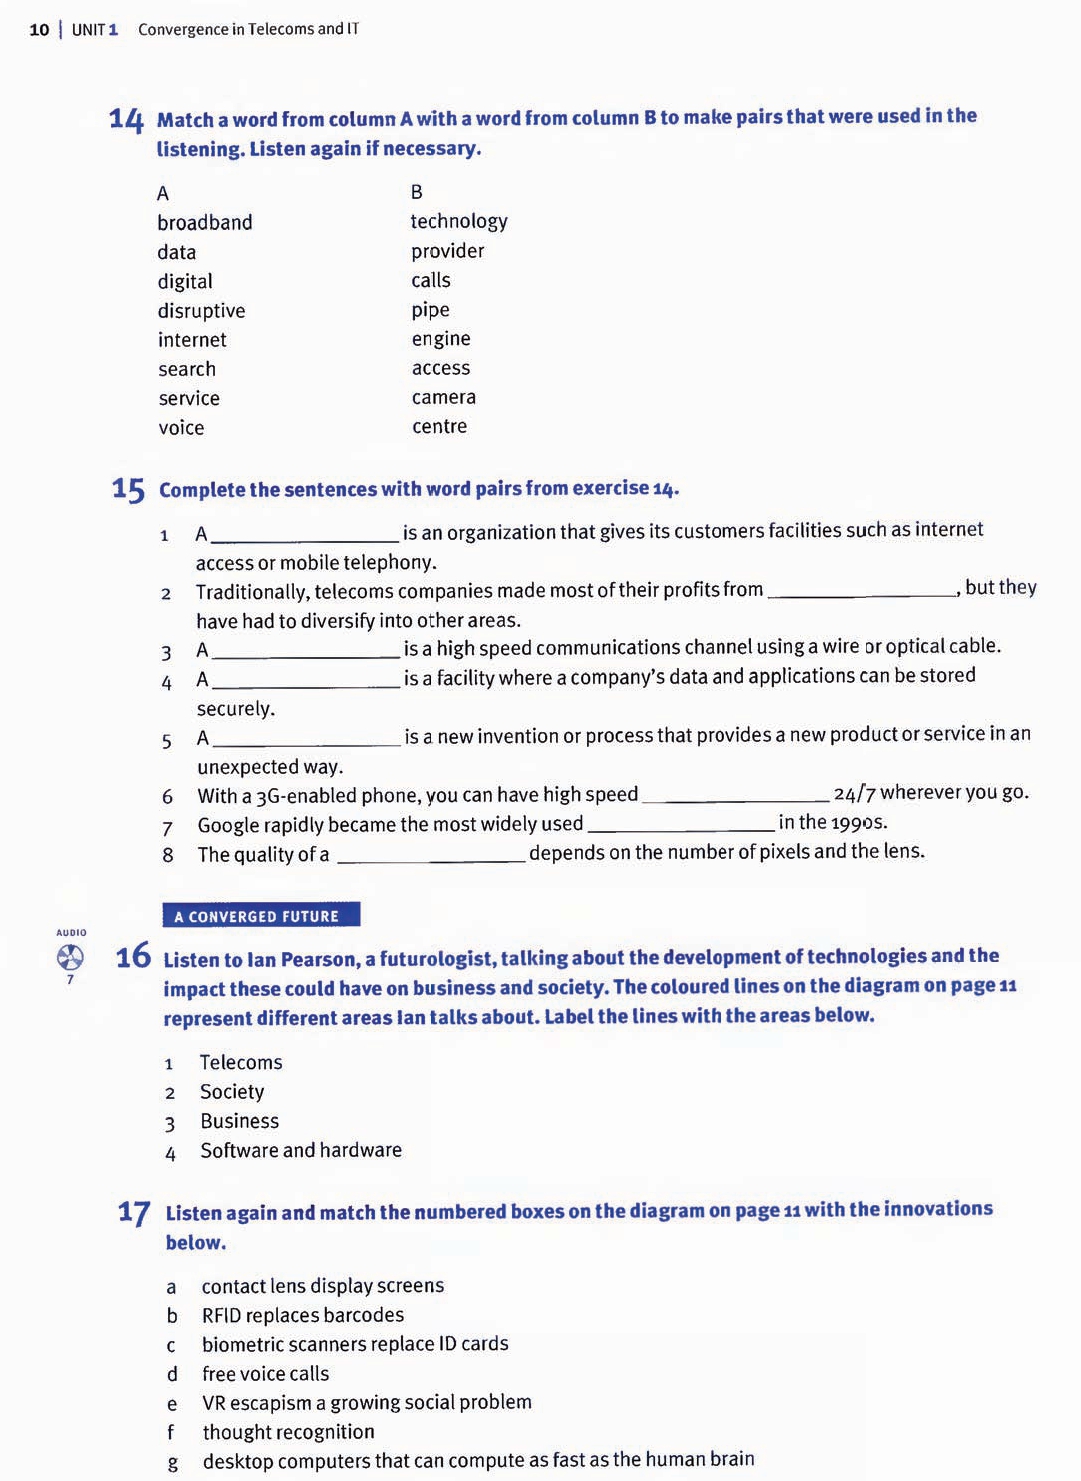 10 | UNIT 1 Convergence in Telecoms and IT
14 Match a word from column A with a word from column B to make pairs that were used in the
listening. Listen again if necessary.
A B
broadband technology
data provider
digital calls
disruptive pipe
internet engine
search access
service camera
voice centre
15 Complete the sentences with word pairs from exercise 14.
1 A __________________ is an organization that gives its customers facilities such as internet
access or mobile telephony.
2 Traditionally, telecoms companies made most of their profits from __________________, but they
have had to diversify into other areas.
3 A __________________ is a high speed communications channel using a wire or optical cable.
4 A __________________ is a facility where a company's data and applications can be stored
securely.
5 A __________________ is a new invention or process that provides a new product or service in an
unexpected way.
6 With a 3G-enabled phone, you can have high speed __________________ 24/7 wherever you go.
7 Google rapidly became the most widely used __________________ in the 1990s.
8 The quality of a __________________ depends on the number of pixels and the lens.
A CONVERGED FUTURE
AUDIO
7
16 Listen to Ian Pearson, a futurologist, talking about the development of technologies and the
impact these could have on business and society. The coloured lines on the diagram on page 11
represent different areas Ian talks about. Label the lines with the areas below.
1 Telecoms
2 Society
3 Business
4 Software and hardware
17 Listen again and match the numbered boxes on the diagram on page 11 with the innovations
below.
a contact lens display screens
b RFID replaces barcodes
c biometric scanners replace ID cards
d free voice calls
e VR escapism a growing social problem
f thought recognition
g desktop computers that can compute as fast as the human brain